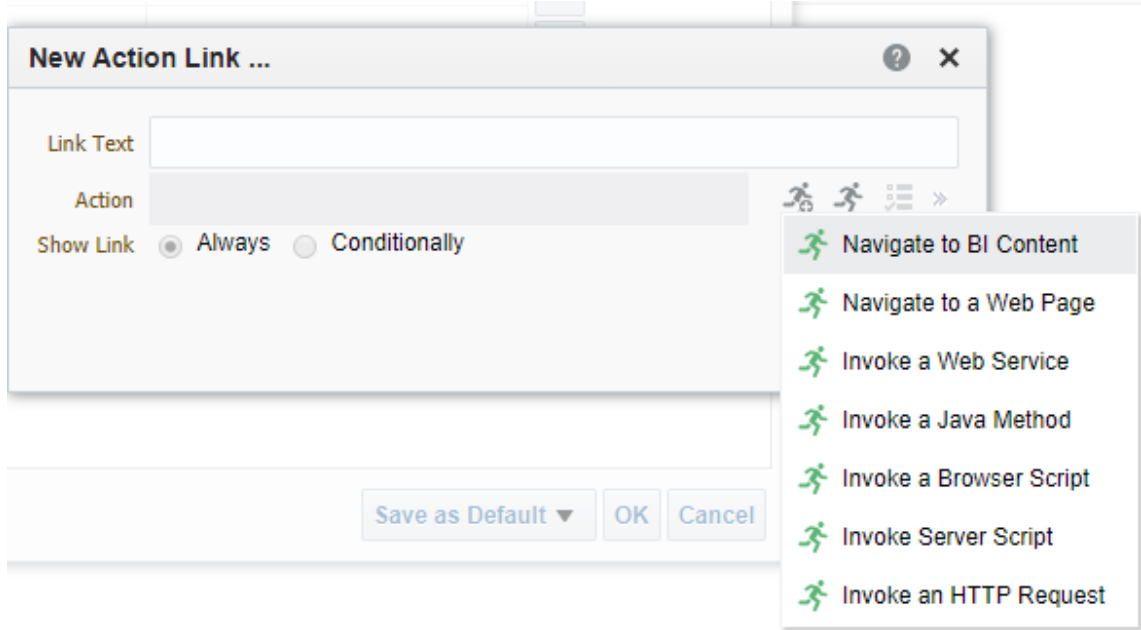 New Action Link ...
Link Text
Action
Show Link Always Conditionally
Navigate to BI Content
Navigate to a Web Page
Invoke a Web Service
Invoke a Java Method
Invoke a Browser Script
Invoke Server Script
Invoke an HTTP Request
Save as Default OK Cancel